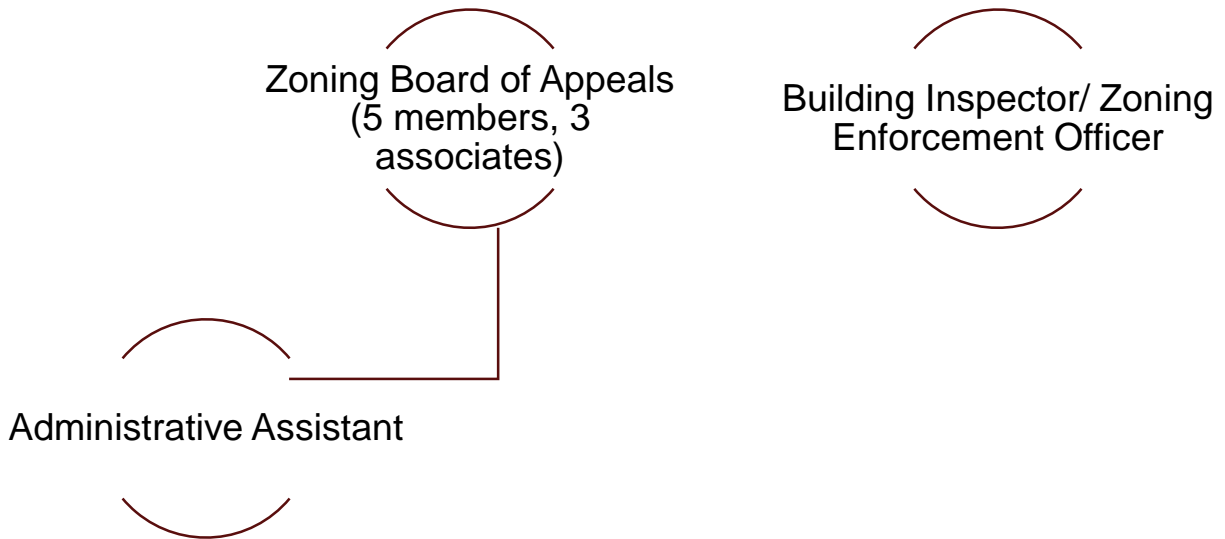 Zoning Board of Appeals
(5 members, 3
associates)
Building Inspector/ Zoning
Enforcement Officer
Administrative Assistant